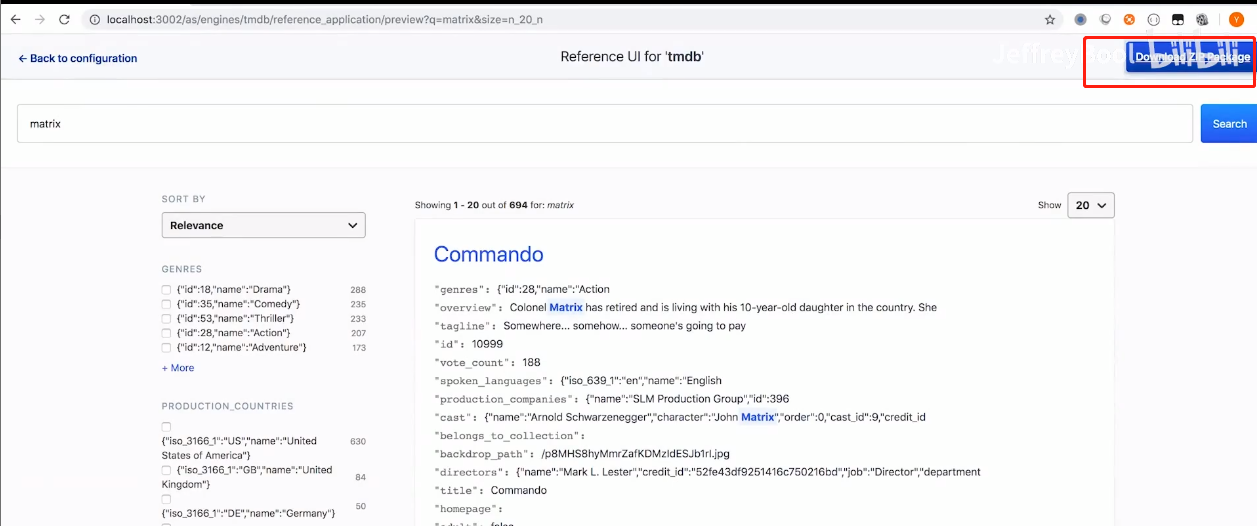 localhost:3002/as/engines/tmdb/reference_application/preview?q=matrix&size=n_20_n
Y
← Back to configuration
Reference UI for 'tmdb'
Download ZIP Package
bilibili
matrix
Search
SORT BY
Relevance
Showing 1 - 20 out of 694 for: matrix
Show
20
GENRES
{"id":18,"name":"Drama"} 288
{"id":35,"name":"Comedy"} 235
{"id":53,"name":"Thriller"} 233
{"id":28,"name":"Action"} 207
{"id":12,"name":"Adventure"} 173
+ More
PRODUCTION_COUNTRIES
{"iso_3166_1":"US","name":"United 630
States of America"}
{"iso_3166_1":"GB","name":"United 84
Kingdom"}
50
{"iso_3166_1":"DE","name":"Germany"}
Commando
"genres": {"id":28,"name":"Action
"overview": Colonel Matrix has retired and is living with his 10-year-old daughter in the country. She
"tagline": Somewhere... somehow... someone's going to pay
"id": 10999
"vote_count": 188
"spoken_languages": {"iso_639_1":"en","name":"English
"production_companies": {"name":"SLM Production Group","id":396
"cast": {"name":"Arnold Schwarzenegger","character":"John Matrix","order":0,"cast_id":9,"credit_id
"belongs_to_collection":
"backdrop_path": /p8MHS8hyMmrZafKDMzldESJb1rl.jpg
"directors": {"name":"Mark L. Lester","credit_id":"52fe43df9251416c750216bd","job":"Director","department
"title": Commando
"homepage":
"adult": false